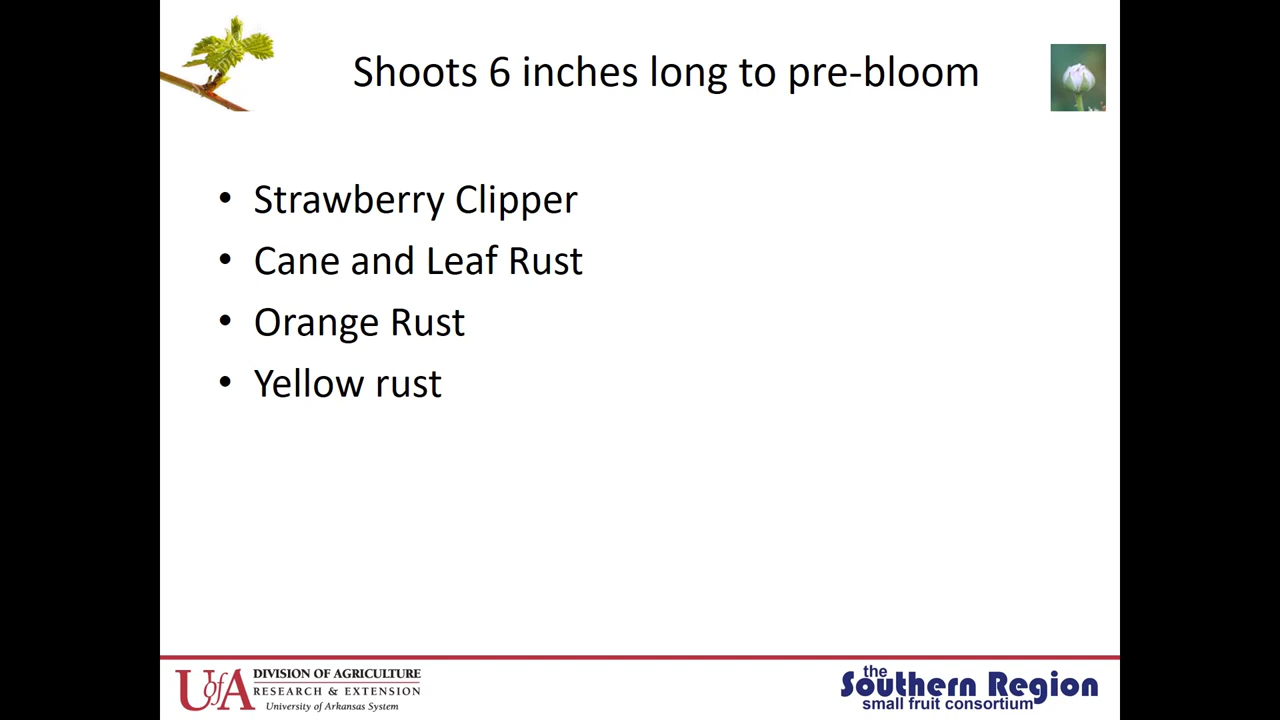 Shoots 6 inches long to pre-bloom
• Strawberry Clipper
• Cane and Leaf Rust
• Orange Rust
• Yellow rust
UofA DIVISION OF AGRICULTURE
RESEARCH & EXTENSION
University of Arkansas System
the
Southern Region
small fruit consortium